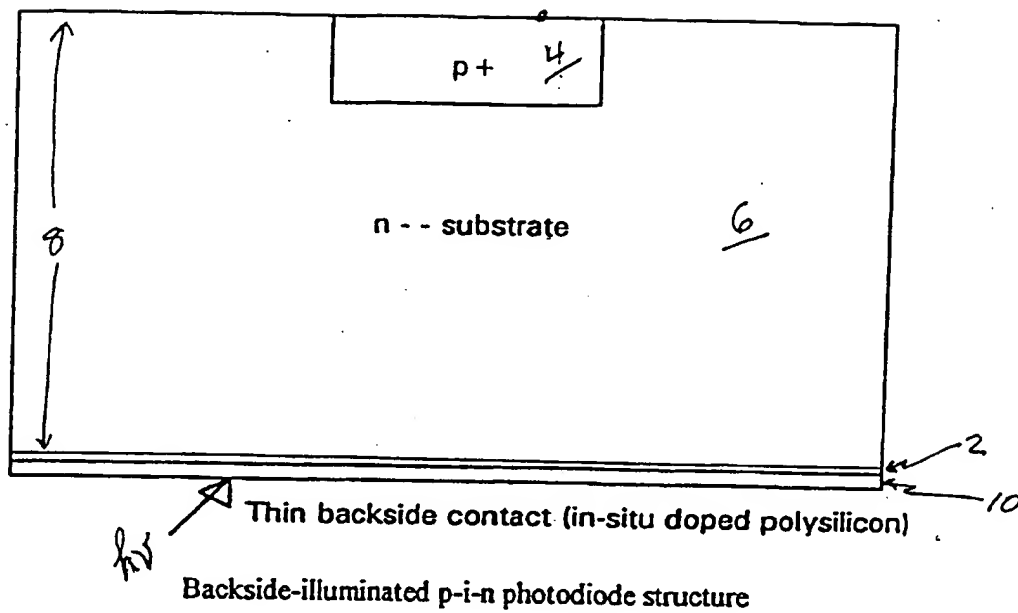 p+ 4
8
n - - substrate 6
2
10
Thin backside contact (in-situ doped polysilicon)
hν
Backside-illuminated p-i-n photodiode structure